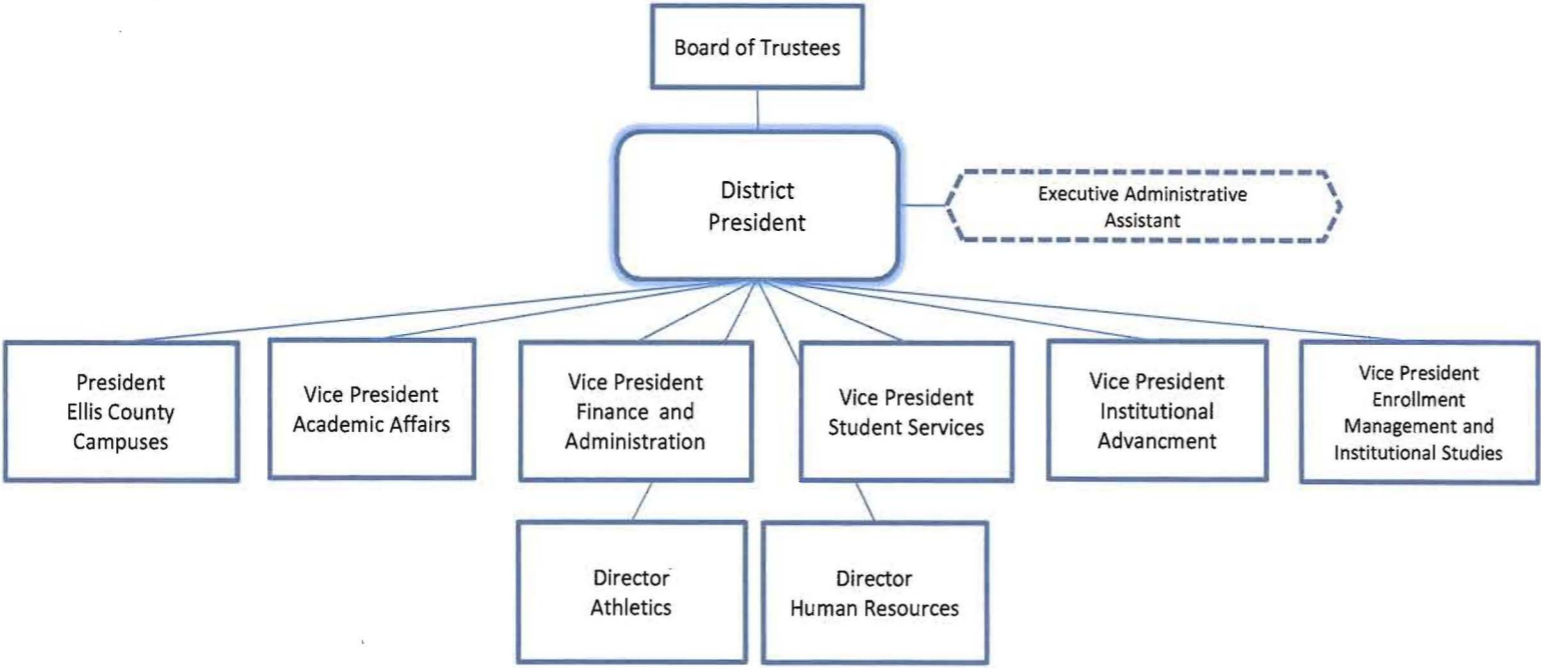 Board of Trustees
District
President
Executive Administrative
Assistant
President
Ellis County
Campuses
Vice President
Academic Affairs
Vice President
Finance and
Administration
Vice President
Student Services
Vice President
Institutional
Advancment
Vice President
Enrollment
Management and
Institutional Studies
Director
Athletics
Director
Human Resources